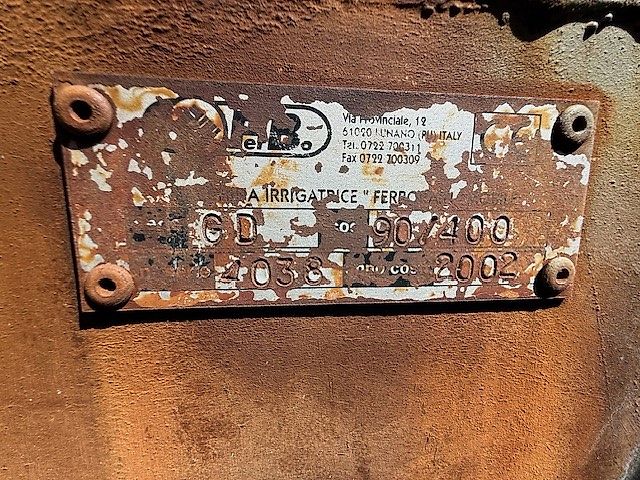 Via Provinciale, 12
61020 LUNANO (PU) ITALY
Tel. 0722 700311
Fax 0722 700309
A IRRIGATRICE " FERBO
GD 90/400
4038 2002